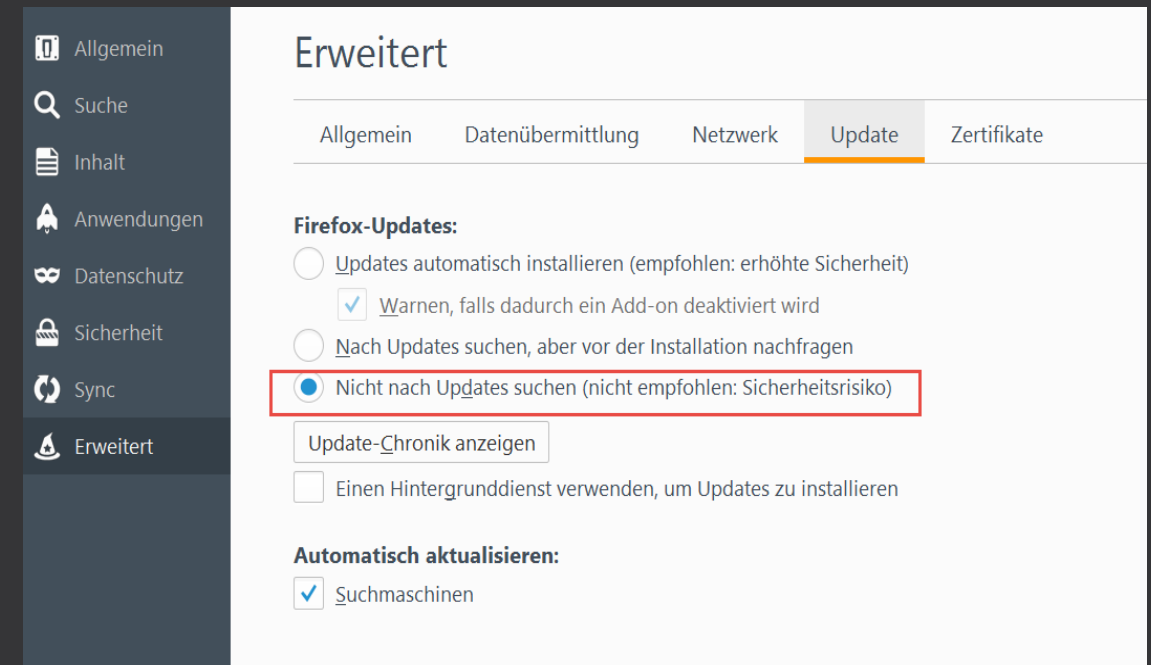 Allgemein
Suche
Inhalt
Anwendungen
Datenschutz
Sicherheit
Sync
Erweitert
Erweitert
Allgemein Datenübermittlung Netzwerk Update Zertifikate
Firefox-Updates:
Updates automatisch installieren (empfohlen: erhöhte Sicherheit)
Warnen, falls dadurch ein Add-on deaktiviert wird
Nach Updates suchen, aber vor der Installation nachfragen
Nicht nach Updates suchen (nicht empfohlen: Sicherheitsrisiko)
Update-Chronik anzeigen
Einen Hintergrunddienst verwenden, um Updates zu installieren
Automatisch aktualisieren:
Suchmaschinen